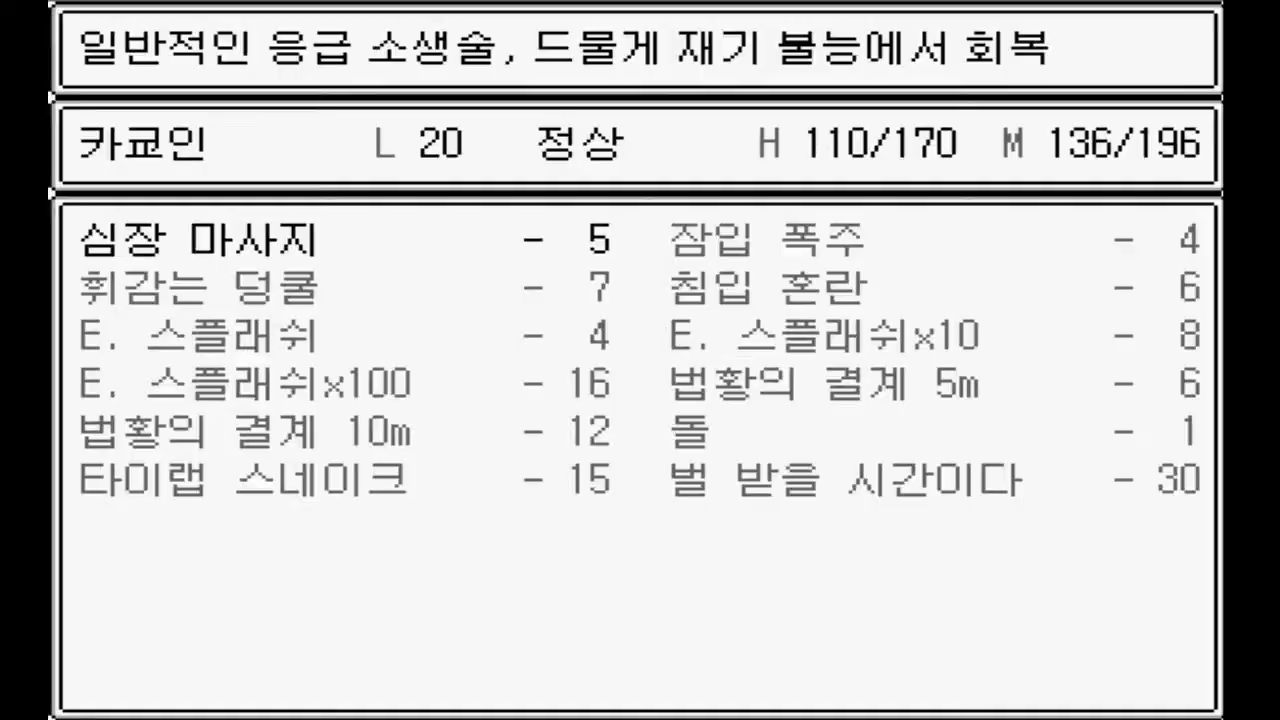 일반적인 응급 소생술, 드물게 재기 불능에서 회복
카쿄인 L 20 정상 H 110/170 M 136/196
심장 마사지 - 5 잠입 폭주 - 4
휘감는 덩쿨 - 7 침입 혼란 - 6
E. 스플래쉬 - 4 E. 스플래쉬x10 - 8
E. 스플래쉬x100 - 16 법황의 결계 5m - 6
법황의 결계 10m - 12 돌 - 1
타이랩 스네이크 - 15 벌 받을 시간이다 - 30